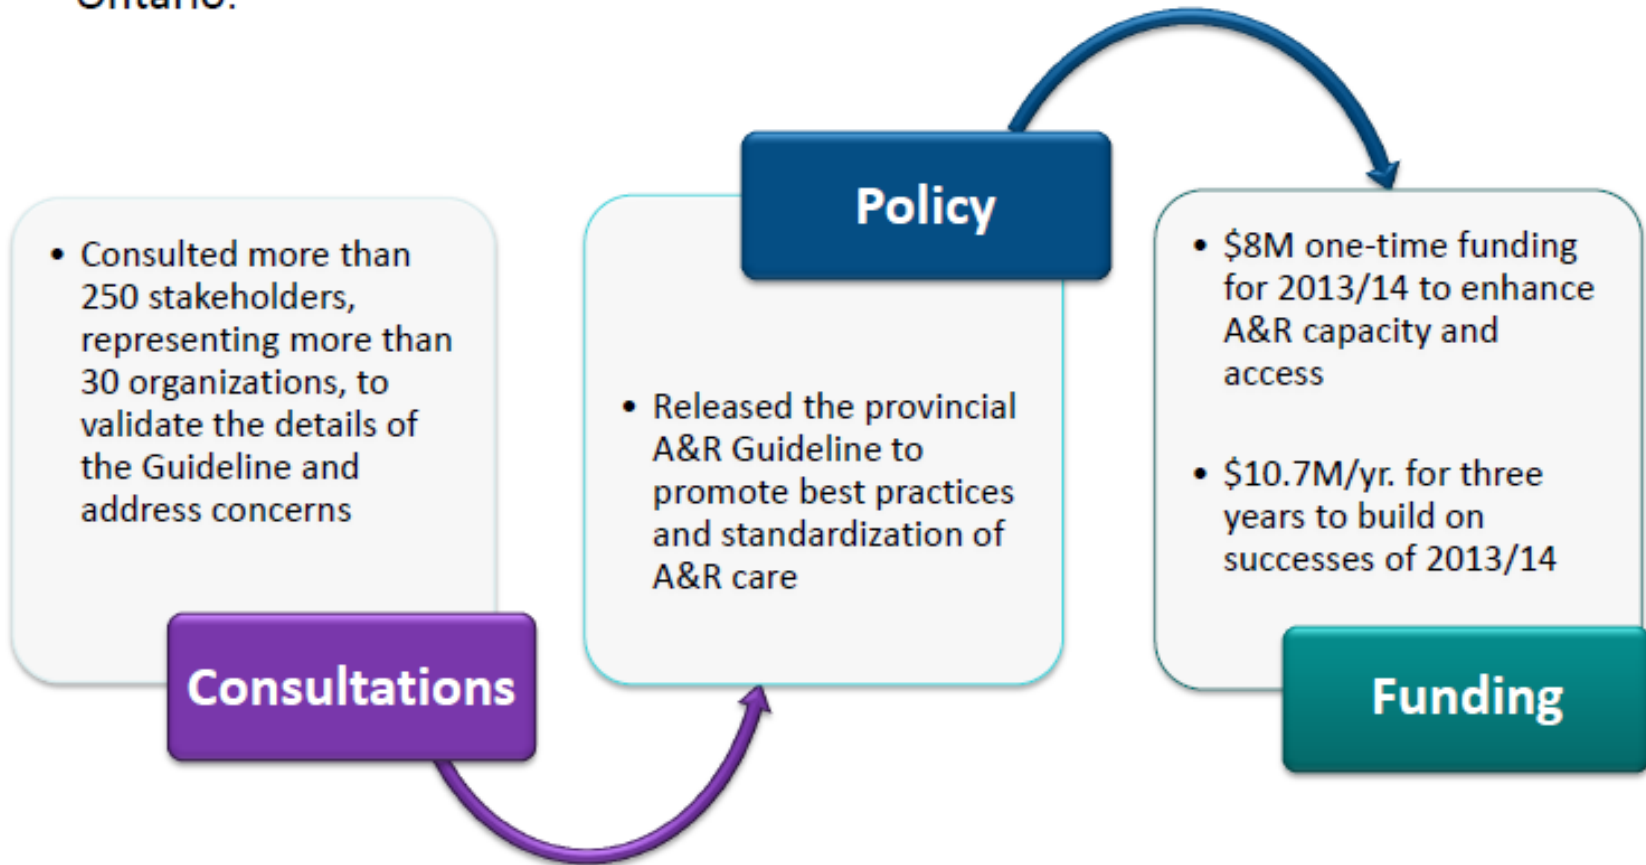 Ontario.
• Consulted more than
250 stakeholders,
representing more than
30 organizations, to
validate the details of
the Guideline and
address concerns
Consultations
Policy
• Released the provincial
A&R Guideline to
promote best practices
and standardization of
A&R care
• $8M one-time funding
for 2013/14 to enhance
A&R capacity and
access
• $10.7M/yr. for three
years to build on
successes of 2013/14
Funding